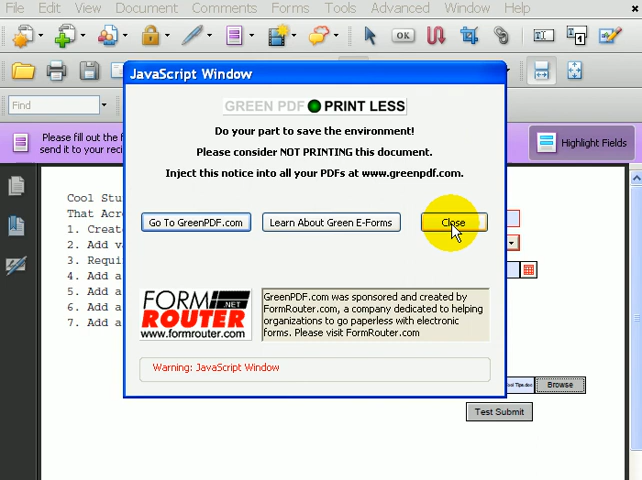 File Edit View Document Comments Forms Tools Advanced Window Help
OK
Find
JavaScript Window
GREEN PDF PRINT LESS
Do your part to save the environment!
Please consider NOT PRINTING this document.
Inject this notice into all your PDFs at www.greenpdf.com.
Go To GreenPDF.com Learn About Green E-Forms Close
FORM .NET
ROUTER
www.formrouter.com
GreenPDF.com was sponsored and created by
FormRouter.com, a company dedicated to helping
organizations to go paperless with electronic
forms. Please visit FormRouter.com
Warning: JavaScript Window
Please fill out the f
send it to your reci
Highlight Fields
Cool Stu
That Acr
1. Creat
2. Add va
3. Requi
4. Add a
5. Add a
6. Add a
7. Add a
Tips.doc Browse
Test Submit